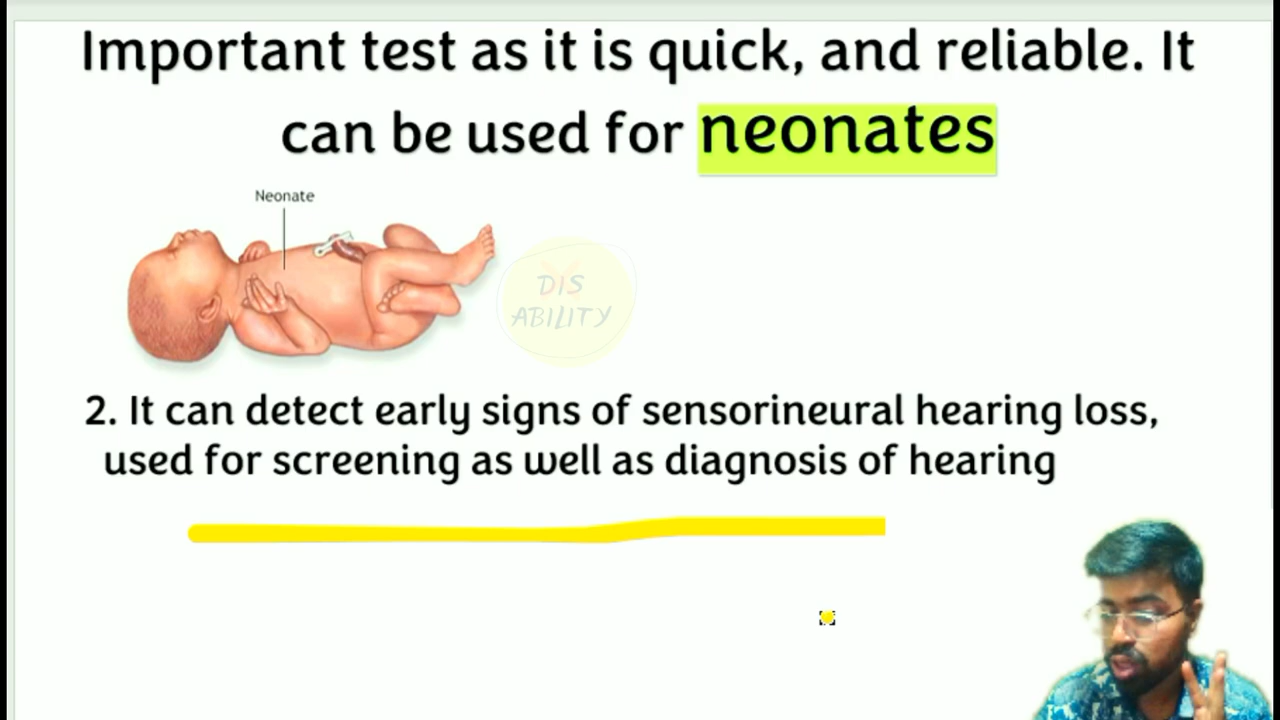 Important test as it is quick, and reliable. It
can be used for neonates
Neonate
DIS
ABILITY
2. It can detect early signs of sensorineural hearing loss,
used for screening as well as diagnosis of hearing